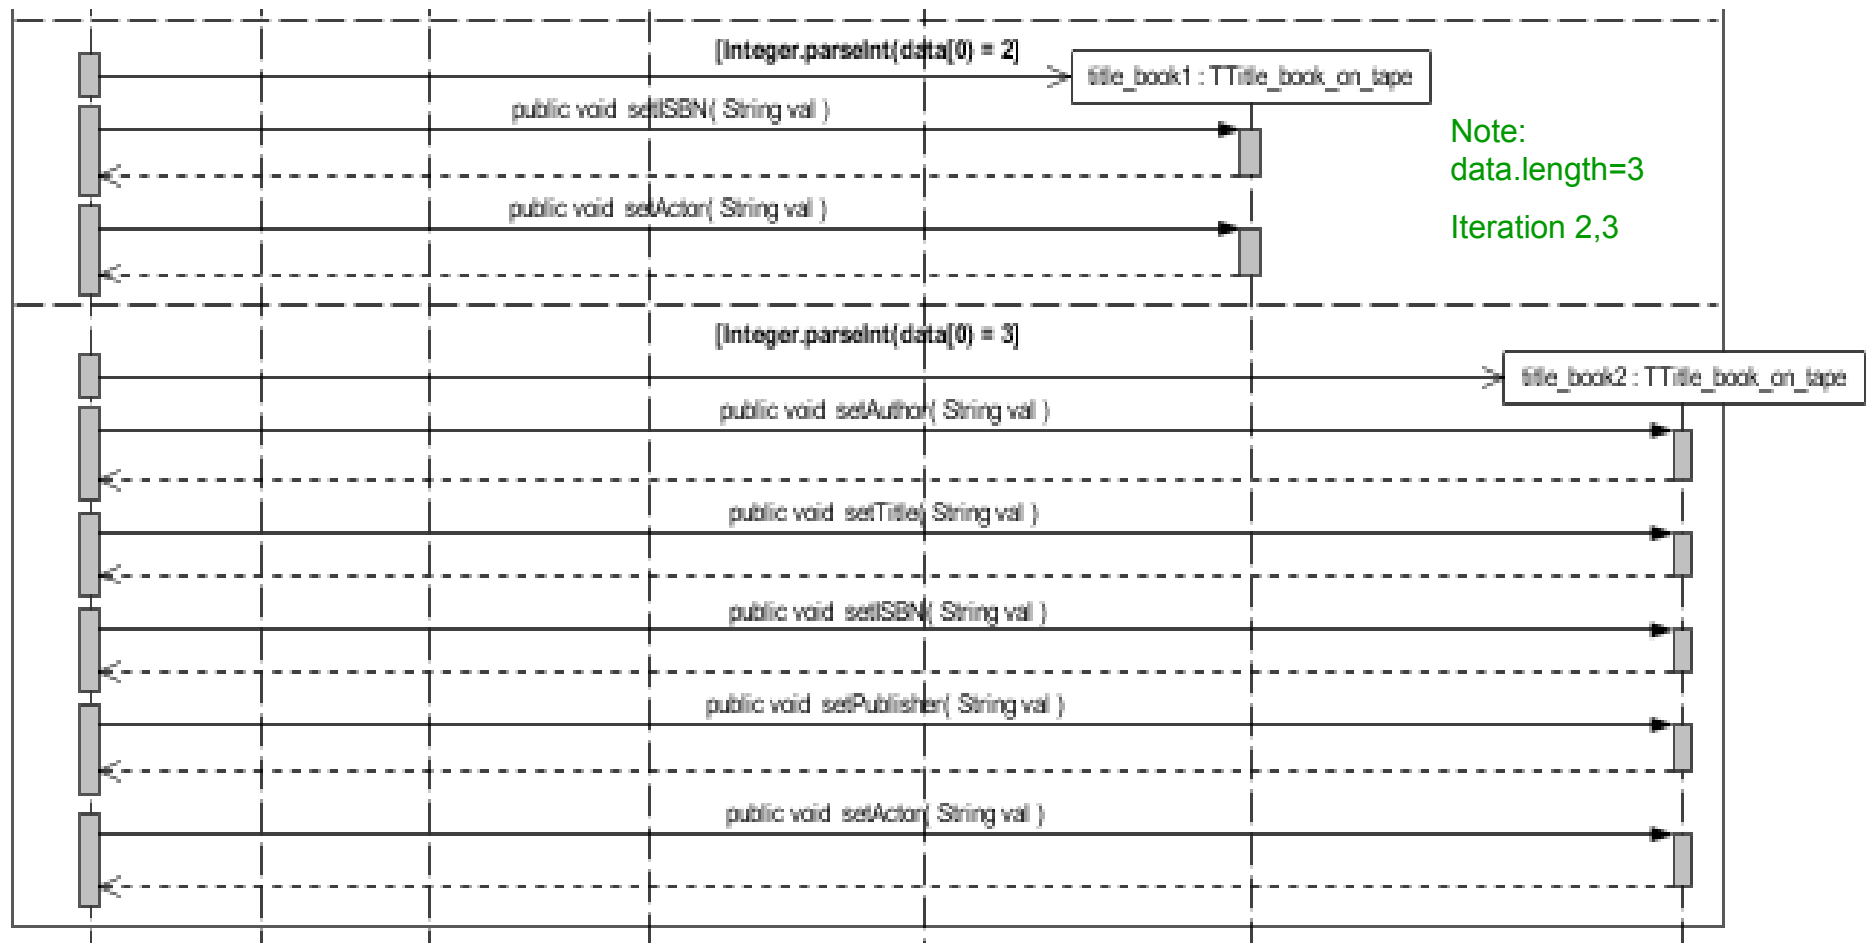 [Integer.parseInt(data[0) = 2]
title_book1 : TTitle_book_on_tape
public void setISBN( String val )
Note:
data.length=3
public void setActor( String val )
Iteration 2,3
[Integer.parseInt(data[0) = 3]
title_book2 : TTitle_book_on_tape
public void setAuthor( String val )
public void setTitle( String val )
public void setISBN( String val )
public void setPublisher( String val )
public void setActor( String val )